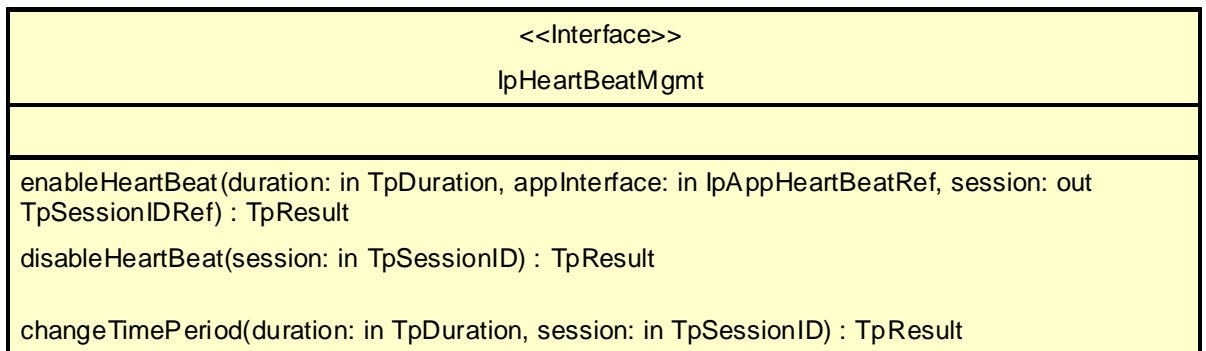 <<Interface>>
IpHeartBeatMgmt
enableHeartBeat(duration: in TpDuration, appInterface: in IpAppHeartBeatRef, session: out
TpSessionIDRef) : TpResult
disableHeartBeat(session: in TpSessionID) : TpResult
changeTimePeriod(duration: in TpDuration, session: in TpSessionID) : TpResult